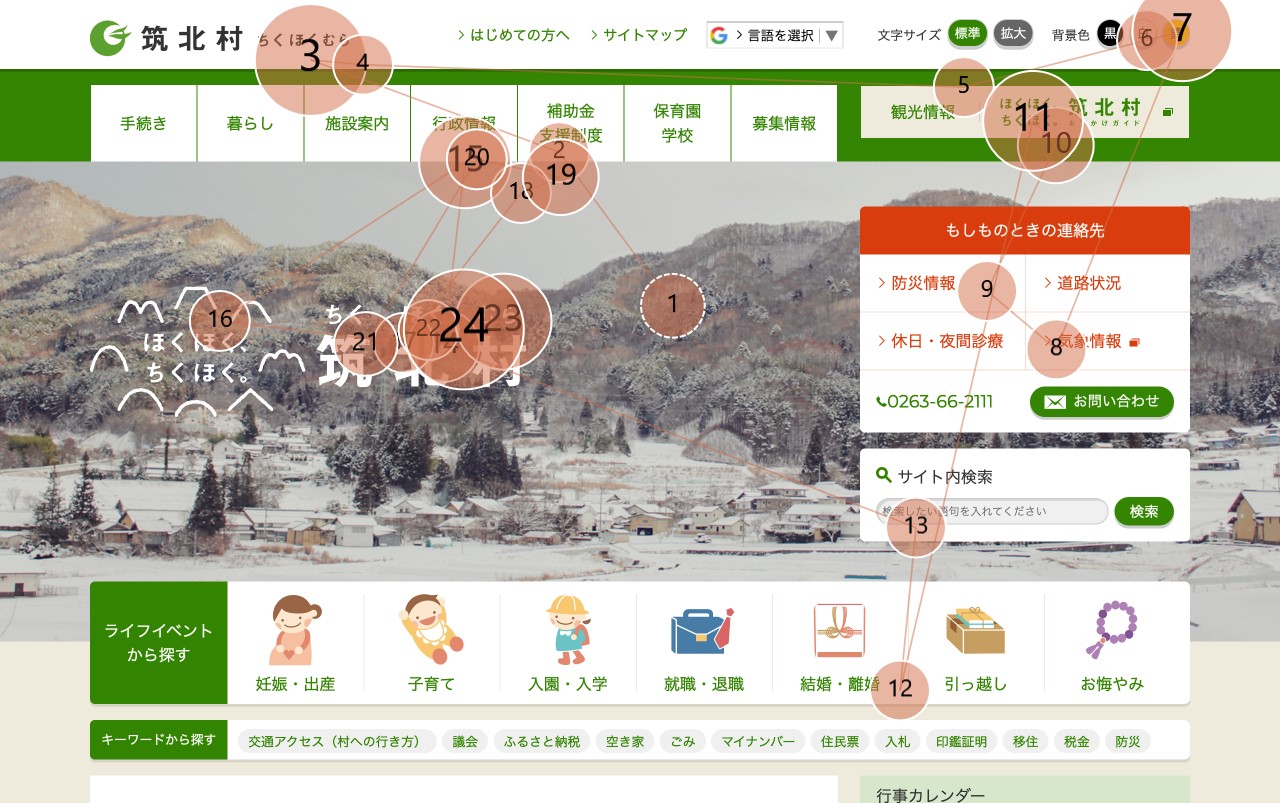 筑北村 ちくほくむら
はじめての方へ
サイトマップ
言語を選択 ▼
文字サイズ 標準 拡大
背景色 黒
手続き
暮らし
施設案内
行政情報
補助金
支援制度
保育園
学校
募集情報
観光情報
ほくほく、
ちくほく。
筑北村
もしものときの連絡先
防災情報
道路状況
休日・夜間診療
気象情報
0263-66-2111
お問い合わせ
ほくほく、
ちくほく。
筑北村
サイト内検索
検索したい語句を入れてください
検索
ライフイベント
から探す
妊娠・出産
子育て
入園・入学
就職・退職
結婚・離婚
引っ越し
お悔やみ
キーワードから探す
交通アクセス（村への行き方）
議会
ふるさと納税
空き家
ごみ
マイナンバー
住民票
入札
印鑑証明
移住
税金
防災
行事カレンダー
1
2
3
4
5
6
7
8
9
10
11
12
13
15
16
18
19
20
21
22
23
24